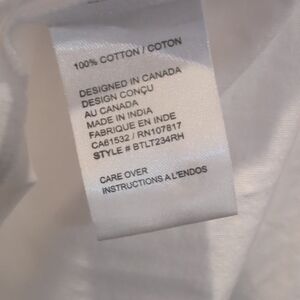 100% COTTON / COTON
DESIGNED IN CANADA
DESIGN CONÇU
AU CANADA
MADE IN INDIA
FABRIQUE EN INDE
CA61532 / RN107817
STYLE # BTLT234RH
CARE OVER
INSTRUCTIONS A L'ENDOS